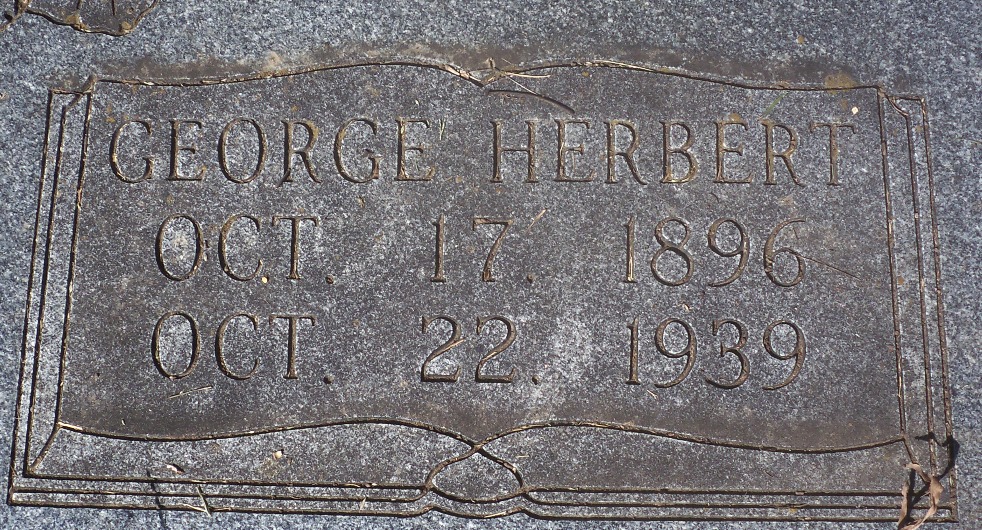 GEORGE HERBERT
OCT. 17. 1896
OCT. 22. 1939